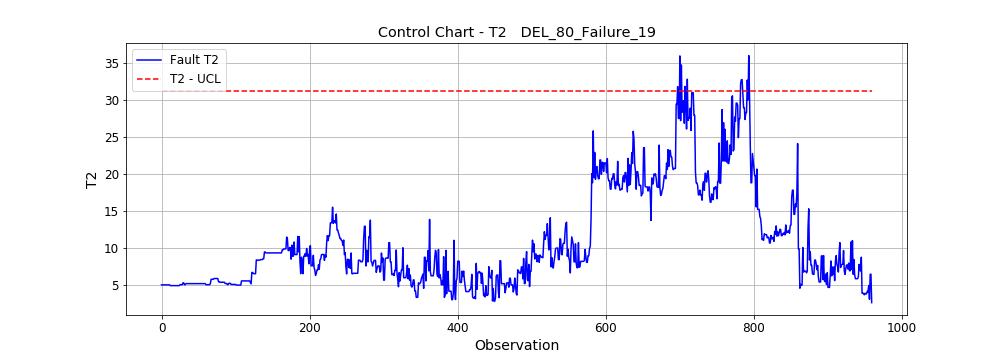 Control Chart - T2   DEL_80_Failure_19
Fault T2
T2 - UCL
35
30
25
20
15
10
5
T2
0
200
400
600
800
1000
Observation